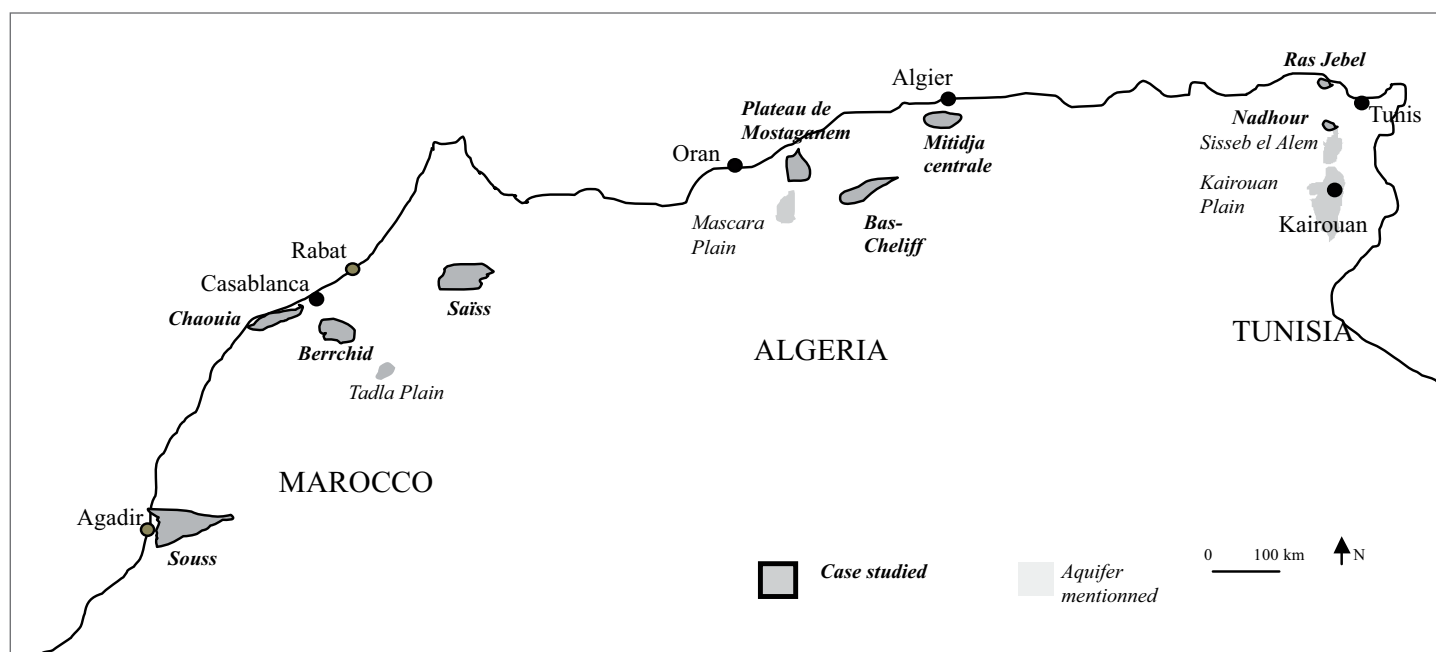 Ras Jebel
Algier
Plateau de
Mostaganem
Tunis
Nadhour
Sisseb el Alem
Mitidja
centrale
Oran
Kairouan
Plain
Mascara
Plain
Bas-
Cheliff
Kairouan
Rabat
Casablanca
Chaouia
Saïss
Berrchid
TUNISIA
ALGERIA
Tadla Plain
MAROCCO
Agadir
Souss
Case studied
Aquifer
mentionned
0 100 km
N